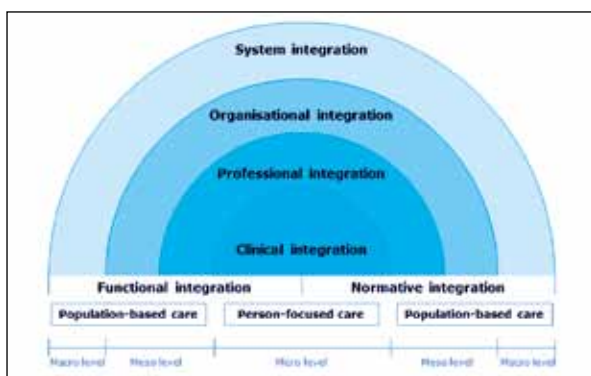 System integration
Organisational integration
Professional integration
Clinical integration
Functional integration Normative integration
Population-based care Person-focused care Population-based care
Macro level Meso level Micro level Meso level Macro level